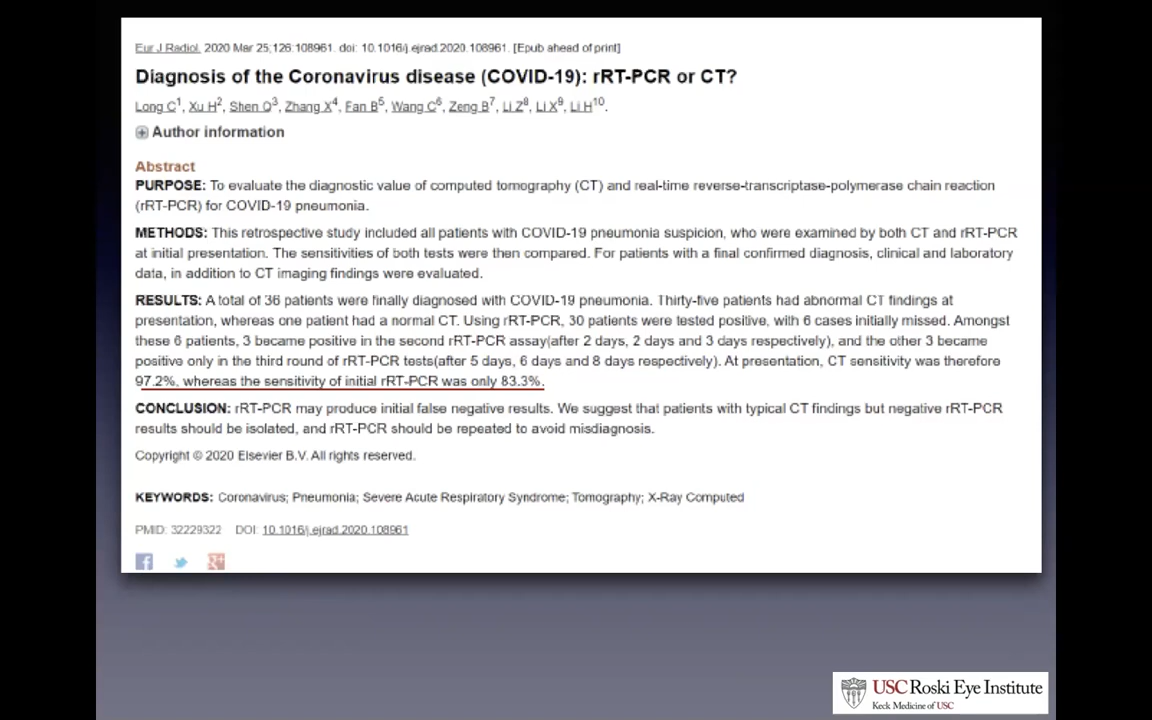 Eur J Radiol. 2020 Mar 25;126:108961. doi: 10.1016/j.ejrad.2020.108961. [Epub ahead of print]
Diagnosis of the Coronavirus disease (COVID-19): rRT-PCR or CT?
Long C1, Xu H2, Shen Q3, Zhang X4, Fan B5, Wang C6, Zeng B7, Li Z8, Li X9, Li H10.
Author information
Abstract
PURPOSE: To evaluate the diagnostic value of computed tomography (CT) and real-time reverse-transcriptase-polymerase chain reaction
(rRT-PCR) for COVID-19 pneumonia.
METHODS: This retrospective study included all patients with COVID-19 pneumonia suspicion, who were examined by both CT and rRT-PCR
at initial presentation. The sensitivities of both tests were then compared. For patients with a final confirmed diagnosis, clinical and laboratory
data, in addition to CT imaging findings were evaluated.
RESULTS: A total of 36 patients were finally diagnosed with COVID-19 pneumonia. Thirty-five patients had abnormal CT findings at
presentation, whereas one patient had a normal CT. Using rRT-PCR, 30 patients were tested positive, with 6 cases initially missed. Amongst
these 6 patients, 3 became positive in the second rRT-PCR assay(after 2 days, 2 days and 3 days respectively), and the other 3 became
positive only in the third round of rRT-PCR tests(after 5 days, 6 days and 8 days respectively). At presentation, CT sensitivity was therefore
97.2%, whereas the sensitivity of initial rRT-PCR was only 83.3%.
CONCLUSION: rRT-PCR may produce initial false negative results. We suggest that patients with typical CT findings but negative rRT-PCR
results should be isolated, and rRT-PCR should be repeated to avoid misdiagnosis.
Copyright © 2020 Elsevier B.V. All rights reserved.
KEYWORDS: Coronavirus; Pneumonia; Severe Acute Respiratory Syndrome; Tomography; X-Ray Computed
PMID: 32229322 DOI: 10.1016/j.ejrad.2020.108961
USC Roski Eye Institute
Keck Medicine of USC